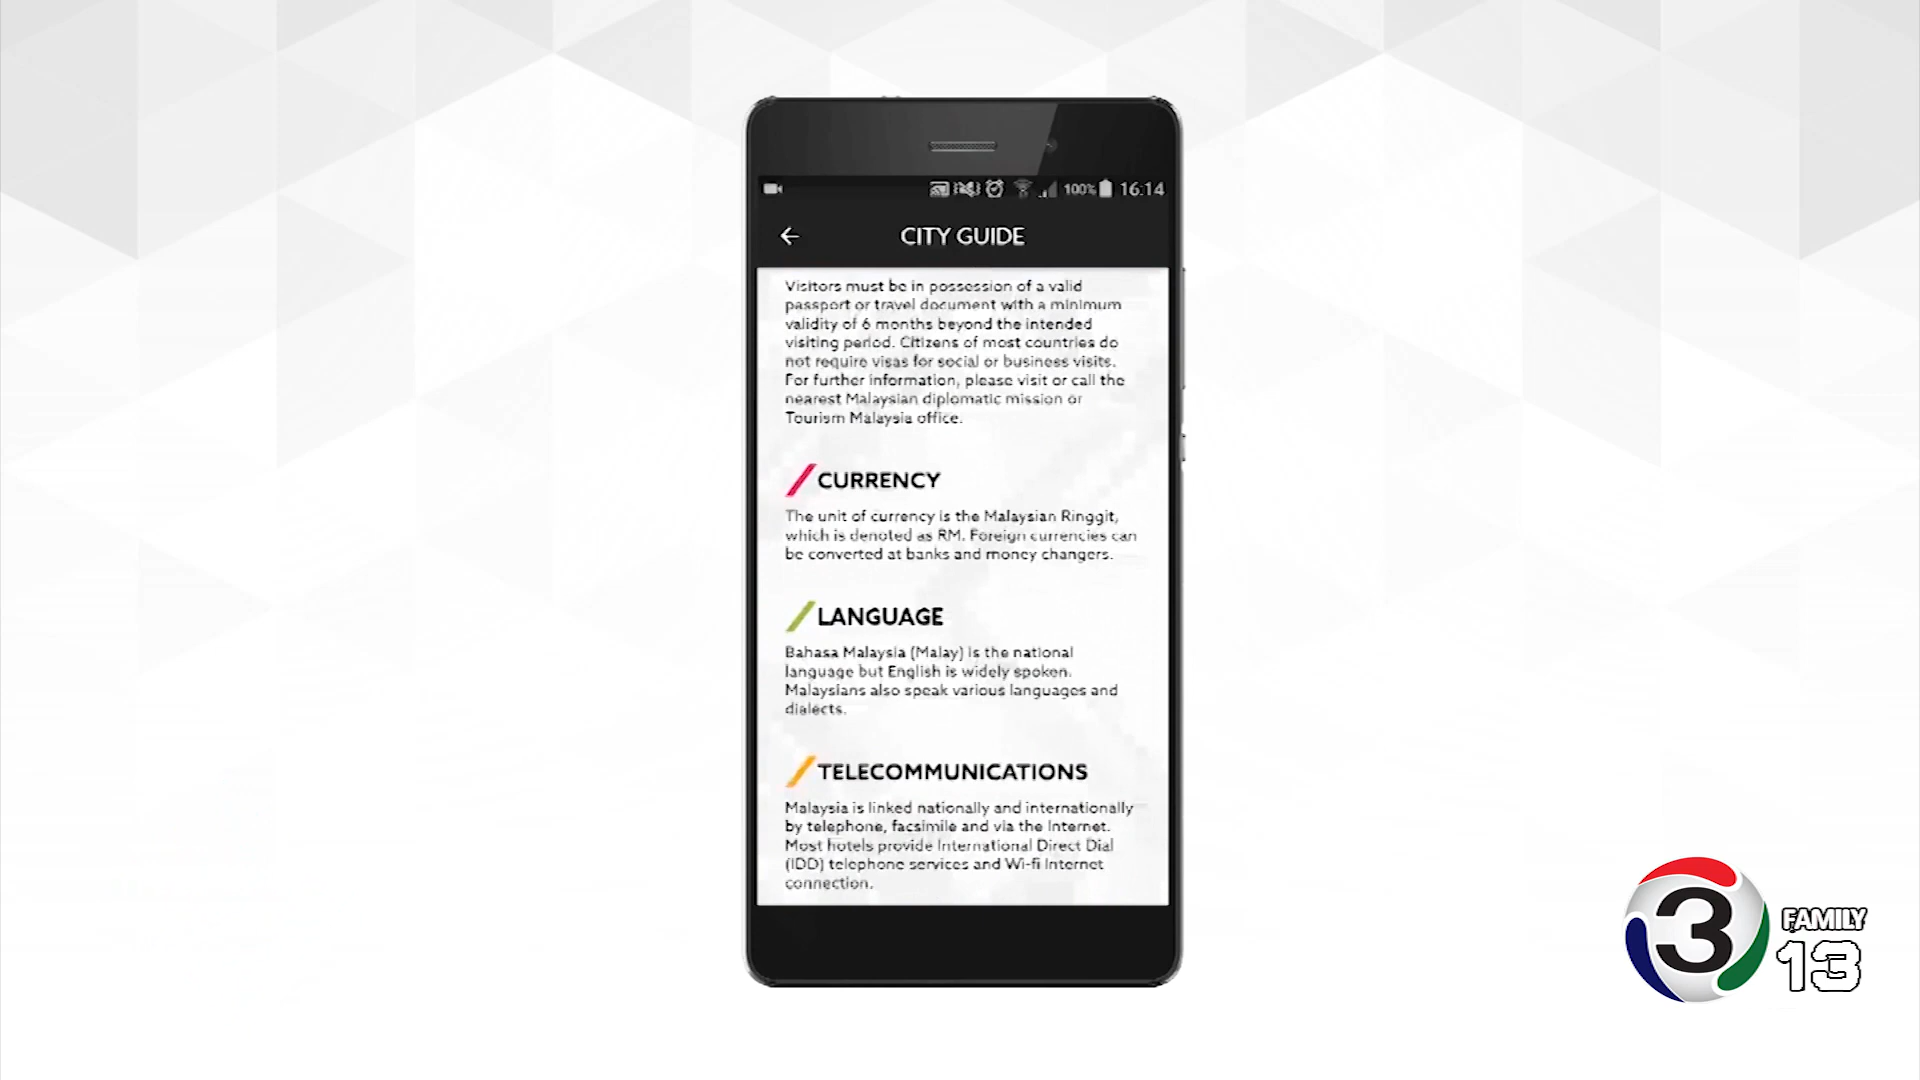 100% 16:14
CITY GUIDE
Visitors must be in possession of a valid
passport or travel document with a minimum
validity of 6 months beyond the intended
visiting period. Citizens of most countries do
not require visas for social or business visits.
For further information, please visit or call the
nearest Malaysian diplomatic mission or
Tourism Malaysia office.
CURRENCY
The unit of currency is the Malaysian Ringgit,
which is denoted as RM. Foreign currencies can
be converted at banks and money changers.
LANGUAGE
Bahasa Malaysia (Malay) is the national
language but English is widely spoken.
Malaysians also speak various languages and
dialects.
TELECOMMUNICATIONS
Malaysia is linked nationally and internationally
by telephone, facsimile and via the Internet.
Most hotels provide International Direct Dial
(IDD) telephone services and Wi-fi Internet
connection.
3
FAMILY
13